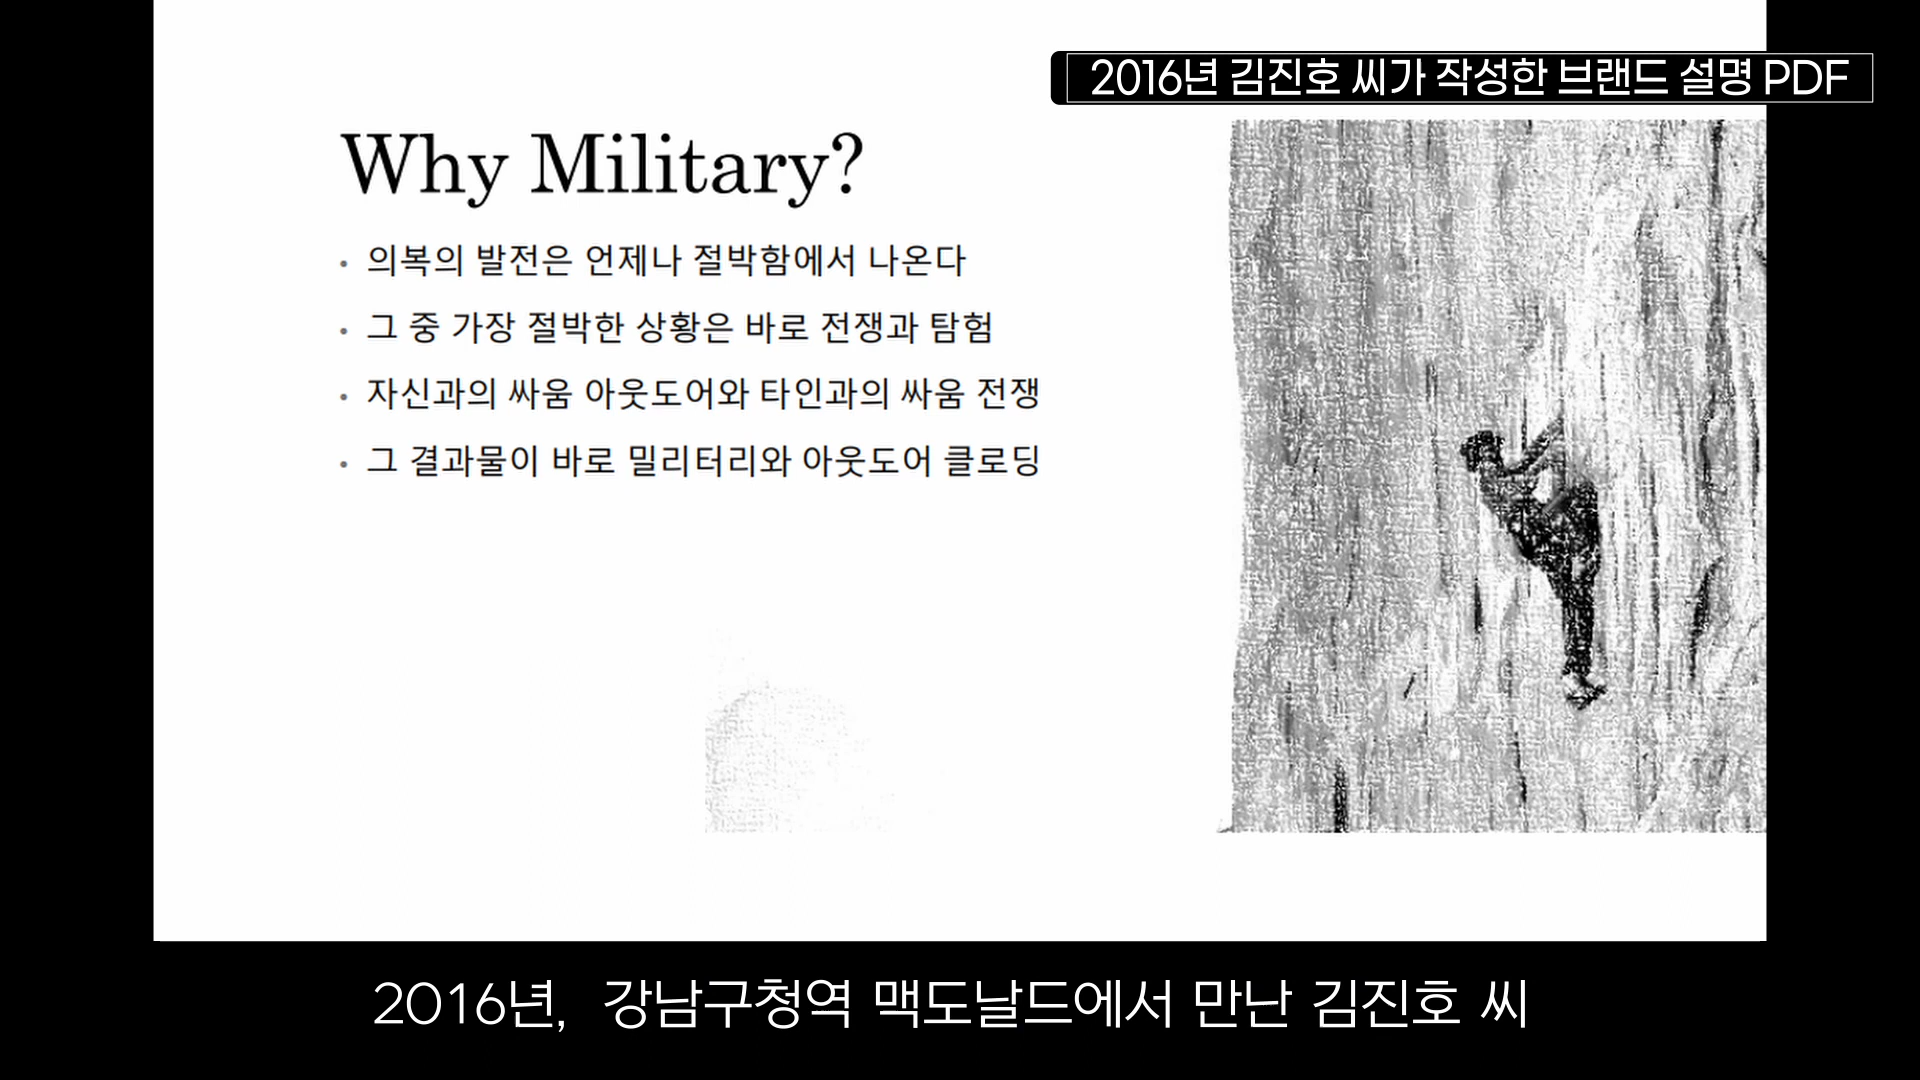 2016년 김진호 씨가 작성한 브랜드 설명 PDF
Why Military?
• 의복의 발전은 언제나 절박함에서 나온다
• 그 중 가장 절박한 상황은 바로 전쟁과 탐험
• 자신과의 싸움 아웃도어와 타인과의 싸움 전쟁
• 그 결과물이 바로 밀리터리와 아웃도어 클로딩
2016년, 강남구청역 맥도날드에서 만난 김진호 씨